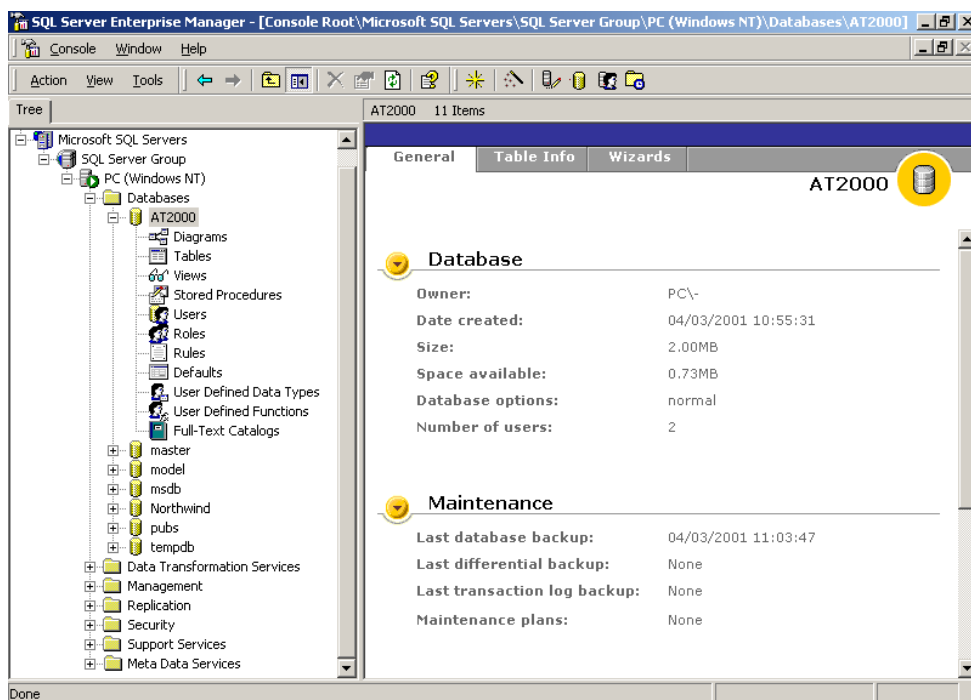 SQL Server Enterprise Manager - [Console Root\Microsoft SQL Servers\SQL Server Group\PC (Windows NT)\Databases\AT2000]
Console Window Help
Action View Tools
Tree
AT2000 11 Items
Microsoft SQL Servers
SQL Server Group
PC (Windows NT)
Databases
AT2000
Diagrams
Tables
Views
Stored Procedures
Users
Roles
Rules
Defaults
User Defined Data Types
User Defined Functions
Full-Text Catalogs
master
model
msdb
Northwind
pubs
tempdb
Data Transformation Services
Management
Replication
Security
Support Services
Meta Data Services
General Table Info Wizards
AT2000
Database
Owner: PC\-
Date created: 04/03/2001 10:55:31
Size: 2.00MB
Space available: 0.73MB
Database options: normal
Number of users: 2
Maintenance
Last database backup: 04/03/2001 11:03:47
Last differential backup: None
Last transaction log backup: None
Maintenance plans: None
Done